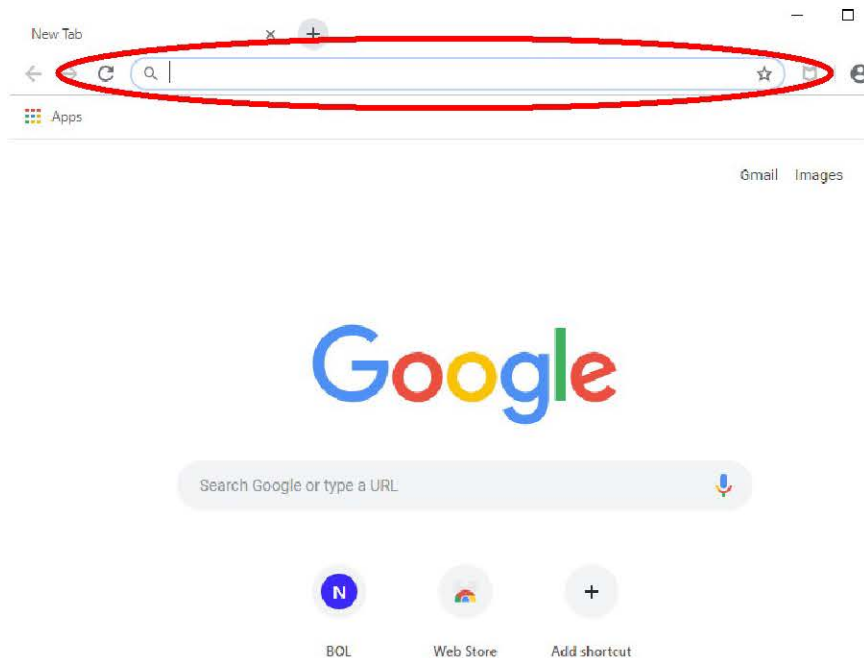 New Tab
Apps
Gmail Images
Google
Search Google or type a URL
N
BOL Web Store Add shortcut